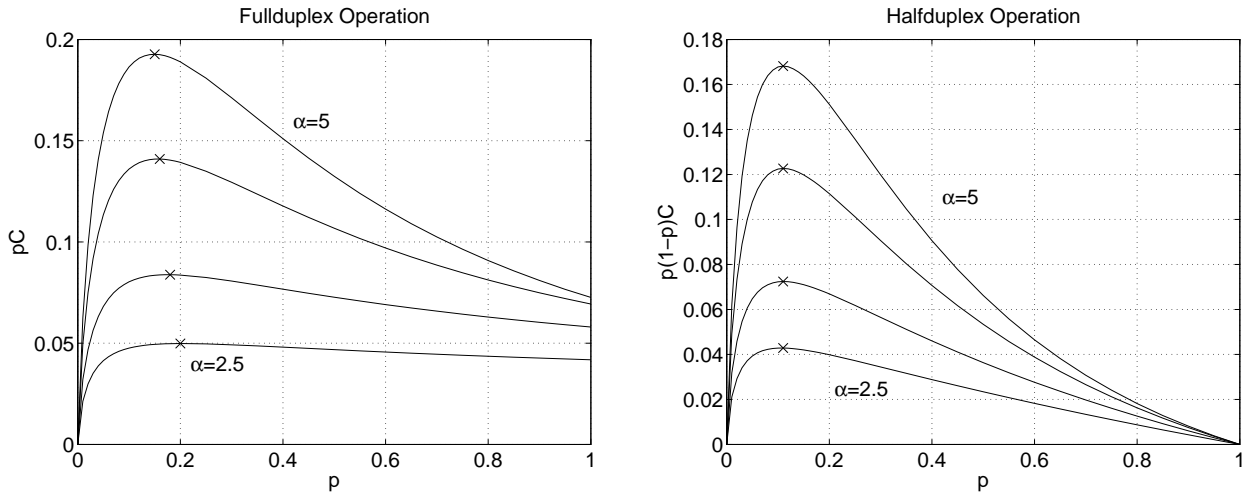 Fullduplex Operation
0.2
0.15
0.1
0.05
0
pC
α=5
α=2.5
0 0.2 0.4 0.6 0.8 1
p
Halfduplex Operation
0.18
0.16
0.14
0.12
0.1
0.08
0.06
0.04
0.02
0
p(1−p)C
α=5
α=2.5
0 0.2 0.4 0.6 0.8 1
p